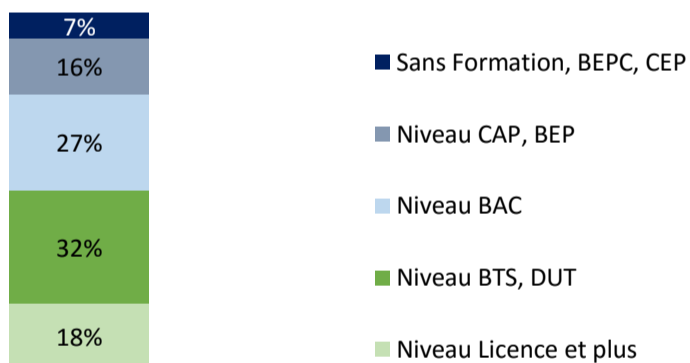 7%
16%
27%
32%
18%
Sans Formation, BEPC, CEP
Niveau CAP, BEP
Niveau BAC
Niveau BTS, DUT
Niveau Licence et plus